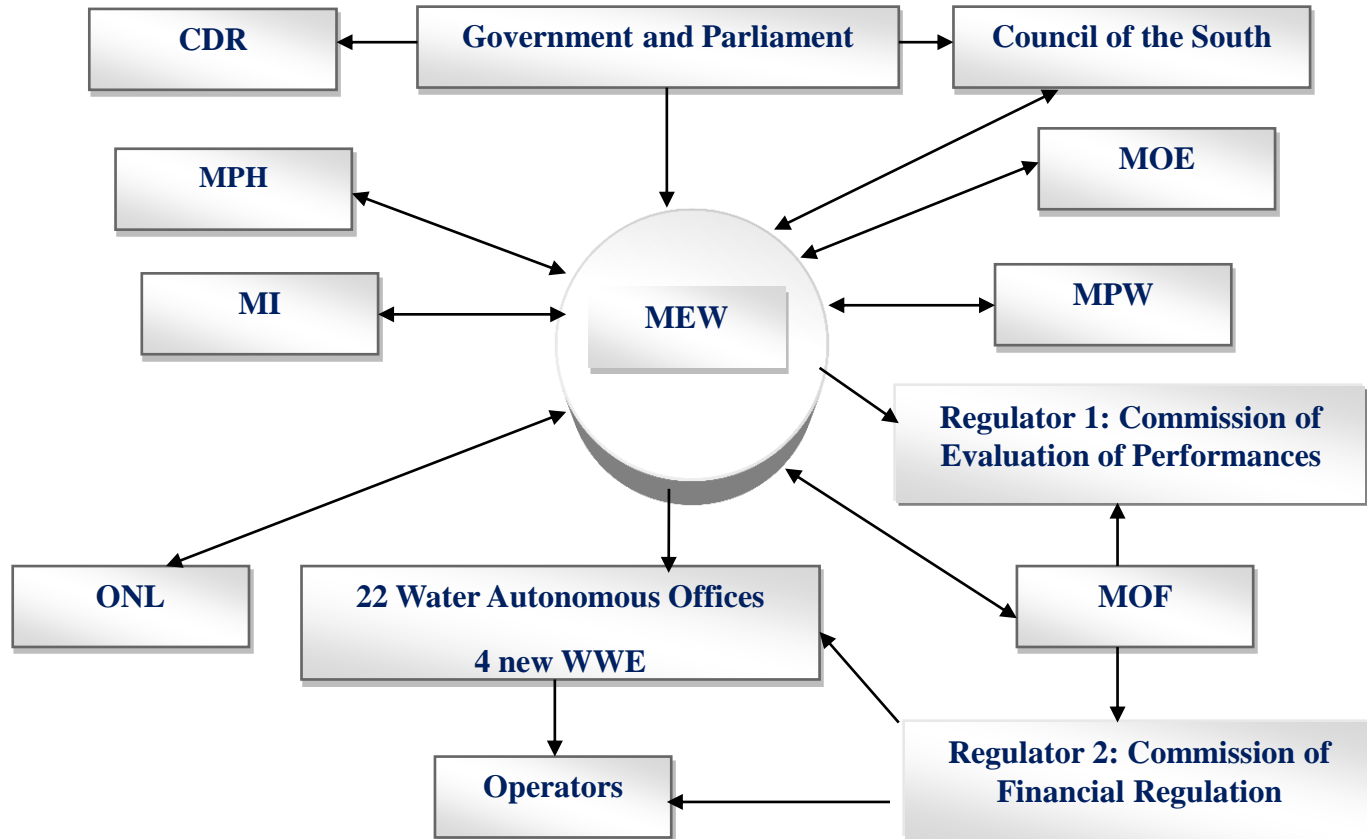 CDR
Government and Parliament
Council of the South
MPH
MOE
MI
MEW
MPW
Regulator 1: Commission of
Evaluation of Performances
ONL
22 Water Autonomous Offices
4 new WWE
MOF
Operators
Regulator 2: Commission of
Financial Regulation